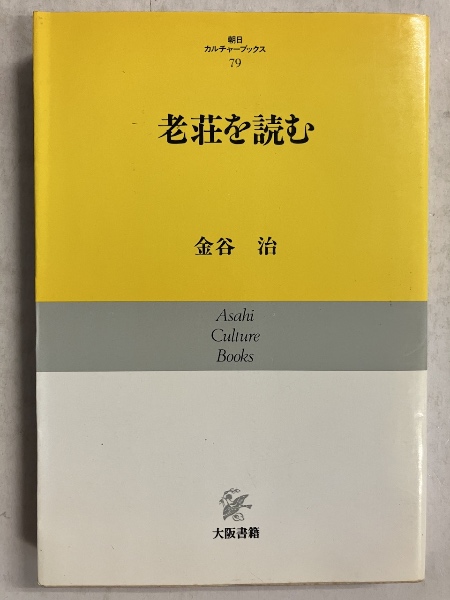 朝日
カルチャーブックス
79
老荘を読む
金谷 治
Asahi
Culture
Books
大阪書籍